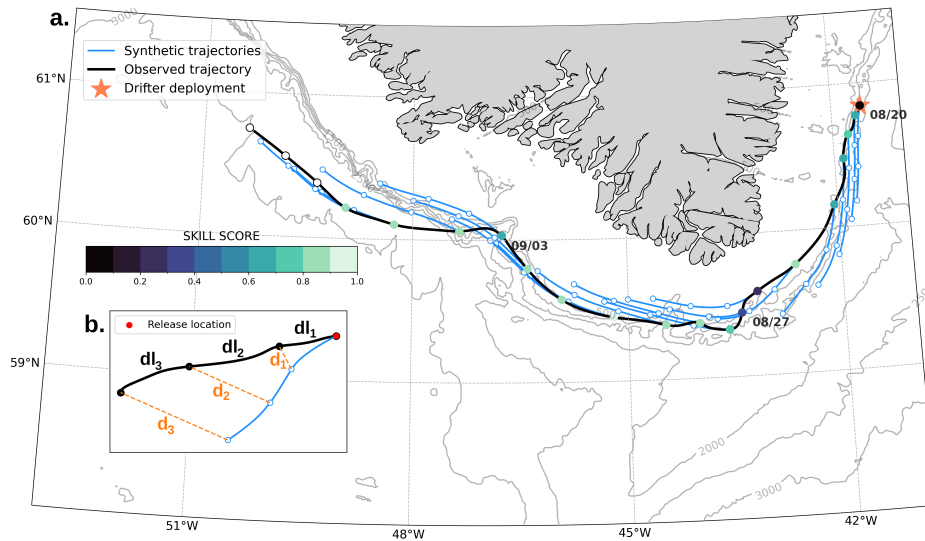 a.
3000
Synthetic trajectories
Observed trajectory
Drifter deployment
61°N
08/20
60°N
SKILL SCORE
0.0 0.2 0.4 0.6 0.8 1.0
09/03
08/27
b.
Release location
dl1
dl2
dl3
d1
d2
d3
59°N
2000
3000
51°W
48°W
45°W
42°W